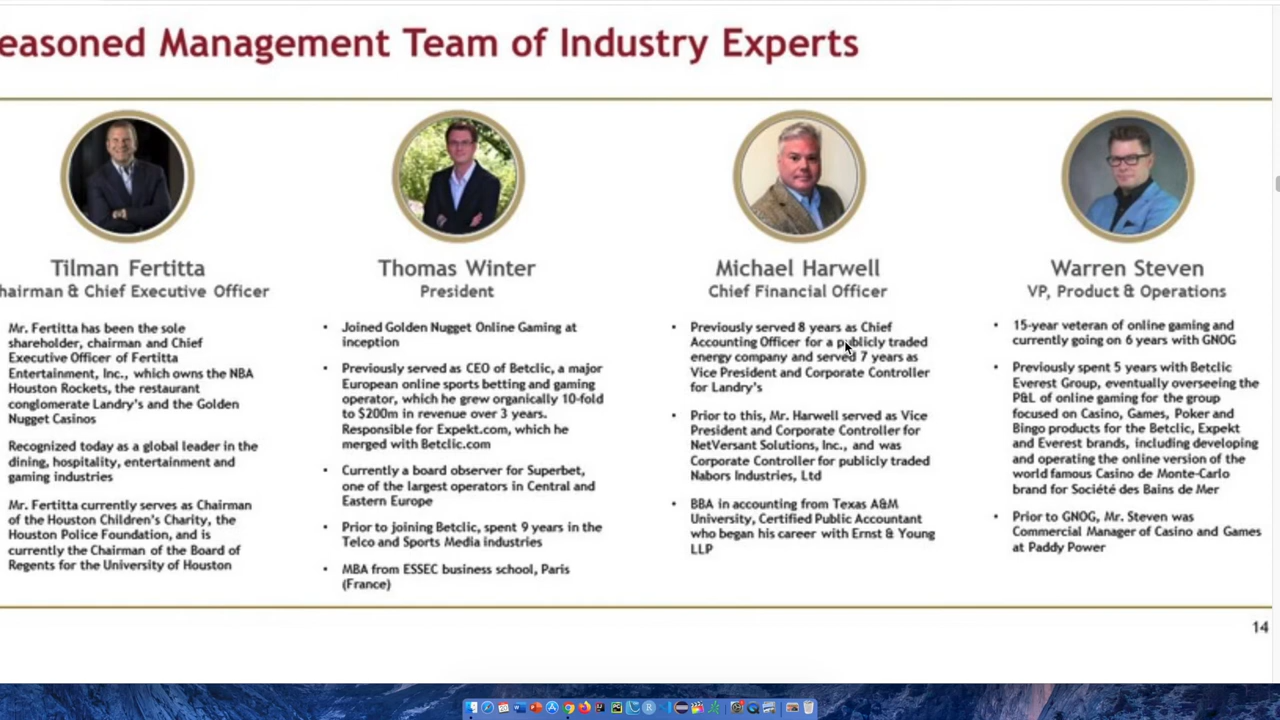 easoned Management Team of Industry Experts
Tilman Fertitta
hairman & Chief Executive Officer
Mr. Fertitta has been the sole
shareholder, chairman and Chief
Executive Officer of Fertitta
Entertainment, Inc., which owns the NBA
Houston Rockets, the restaurant
conglomerate Landry's and the Golden
Nugget Casinos
Recognized today as a global leader in the
dining, hospitality, entertainment and
gaming industries
Mr. Fertitta currently serves as Chairman
of the Houston Children's Charity, the
Houston Police Foundation, and is
currently the Chairman of the Board of
Regents for the University of Houston
Thomas Winter
President
• Joined Golden Nugget Online Gaming at
inception
• Previously served as CEO of Betclic, a major
European online sports betting and gaming
operator, which he grew organically 10-fold
to $200m in revenue over 3 years.
Responsible for Expekt.com, which he
merged with Betclic.com
• Currently a board observer for Superbet,
one of the largest operators in Central and
Eastern Europe
• Prior to joining Betclic, spent 9 years in the
Telco and Sports Media industries
• MBA from ESSEC business school, Paris
(France)
Michael Harwell
Chief Financial Officer
• Previously served 8 years as Chief
Accounting Officer for a publicly traded
energy company and served 7 years as
Vice President and Corporate Controller
for Landry's
• Prior to this, Mr. Harwell served as Vice
President and Corporate Controller for
NetVersant Solutions, Inc., and was
Corporate Controller for publicly traded
Nabors Industries, Ltd
• BBA in accounting from Texas A&M
University, Certified Public Accountant
who began his career with Ernst & Young
LLP
Warren Steven
VP, Product & Operations
• 15-year veteran of online gaming and
currently going on 6 years with GNOG
• Previously spent 5 years with Betclic
Everest Group, eventually overseeing the
P&L of online gaming for the group
focused on Casino, Games, Poker and
Bingo products for the Betclic, Expekt
and Everest brands, including developing
and operating the online version of the
world famous Casino de Monte-Carlo
brand for Société des Bains de Mer
• Prior to GNOG, Mr. Steven was
Commercial Manager of Casino and Games
at Paddy Power
14